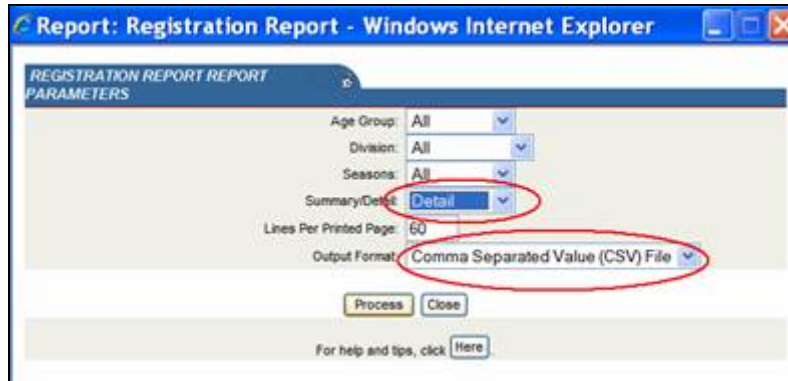 Report: Registration Report - Windows Internet Explorer
REGISTRATION REPORT REPORT
PARAMETERS
Age Group: All
Division: All
Seasons: All
Summary/Detail: Detail
Lines Per Printed Page: 60
Output Format: Comma Separated Value (CSV) File
Process Close
For help and tips, click Here.